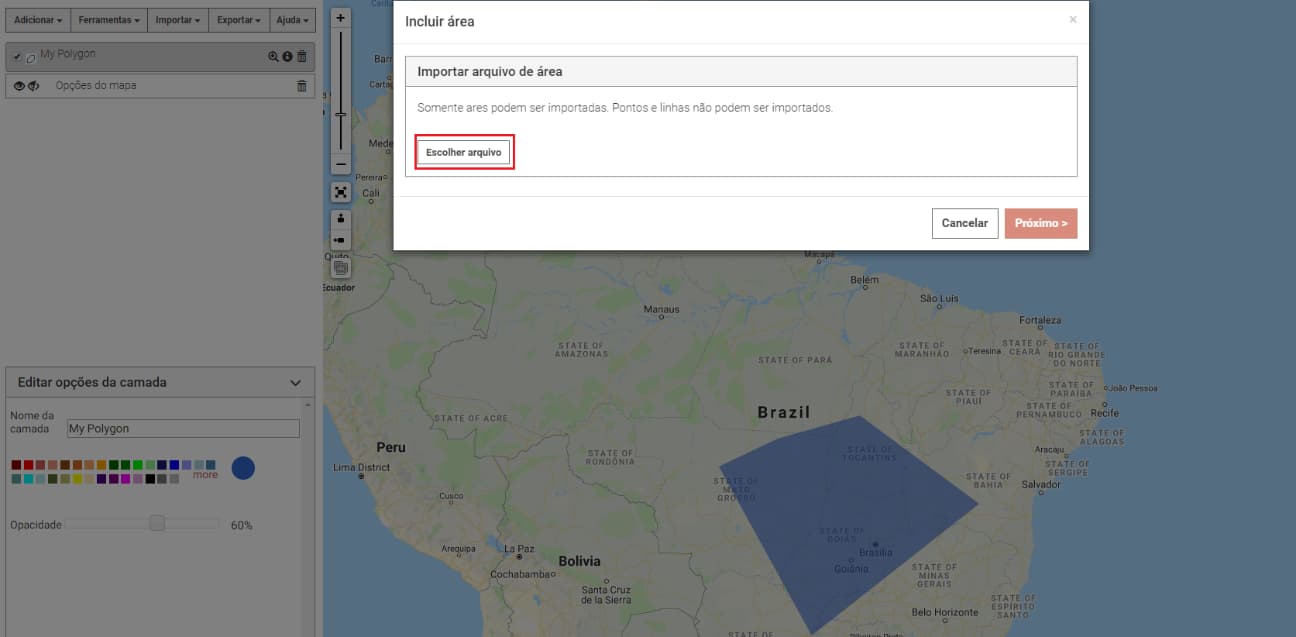 Adicionar Ferramentas Importar Exportar Ajuda
My Polygon
Opções do mapa
Editar opções da camada
Nome da
camada
My Polygon
more
Opacidade 60%
Incluir área
×
Importar arquivo de área
Somente ares podem ser importadas. Pontos e linhas não podem ser importados.
Escolher arquivo
Cancelar
Próximo >
Pereira
Cali
Quito
Ecuador
Macapá
Belém
São Luís
Manaus
Fortaleza
STATE OF
AMAZONAS
STATE OF PARÁ
STATE OF
MARANHÃO
Teresina
STATE OF
CEARÁ
STATE OF
RIO GRANDE
DO NORTE
STATE OF
PARAÍBA
João Pessoa
STATE OF
PIAUÍ
STATE OF
PERNAMBUCO
Recife
STATE OF ACRE
Brazil
STATE OF
ALAGOAS
Peru
STATE OF
RONDÔNIA
STATE OF
TOCANTINS
Aracaju
STATE OF
SERGIPE
Lima District
STATE OF
MATO
GROSSO
STATE OF
BAHIA
Salvador
Cusco
STATE OF
GOIÁS
Arequipa
La Paz
Brasília
Bolivia
Goiânia
Cochabamba
Santa Cruz
de la Sierra
STATE OF
MINAS
GERAIS
STATE OF
ESPÍRITO
SANTO
Belo Horizonte
STATE OF